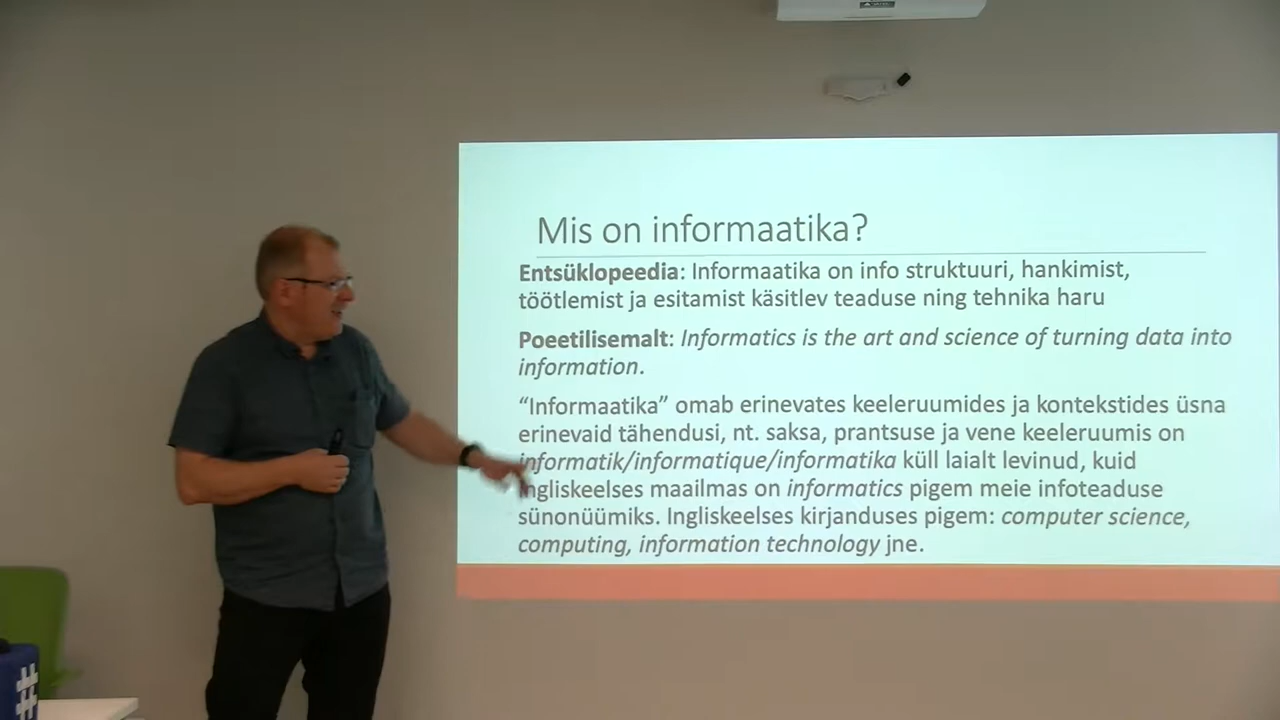 Mis on informaatika?
Entsüklopeedia: Informaatika on info struktuuri, hankimist,
töötlemist ja esitamist käsitlev teaduse ning tehnika haru
Poeetilisemalt: Informatics is the art and science of turning data into
information.
“Informaatika” omab erinevates keeleruumides ja kontekstides üsna
erinevaid tähendusi, nt. saksa, prantsuse ja vene keeleruumis on
informatik/informatique/informatika küll laialt levinud, kuid
ingliskeelses maailmas on informatics pigem meie infoteaduse
sünonüümiks. Ingliskeelses kirjanduses pigem: computer science,
computing, information technology jne.